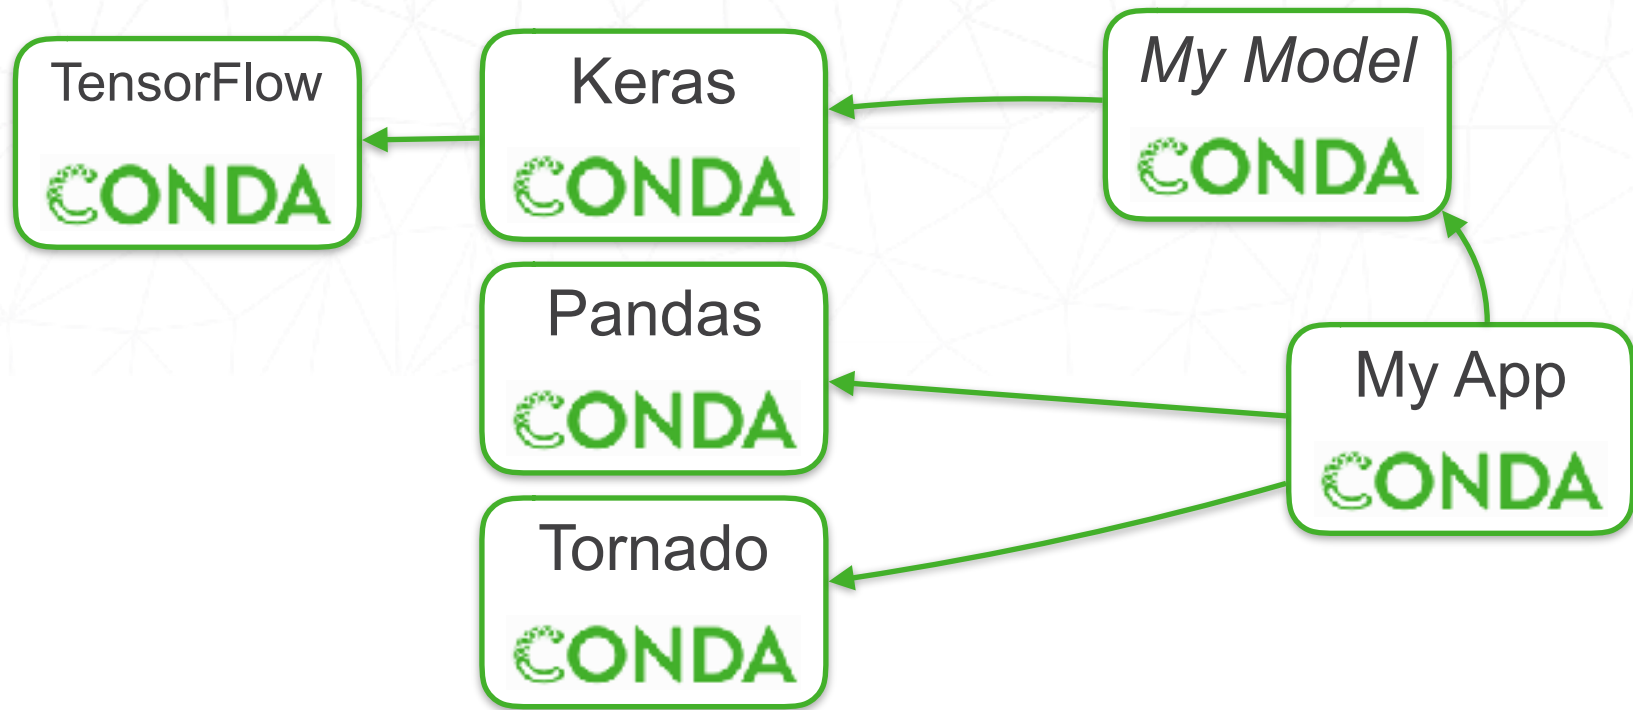 TensorFlow
CONDA
Keras
CONDA
My Model
CONDA
Pandas
CONDA
My App
CONDA
Tornado
CONDA